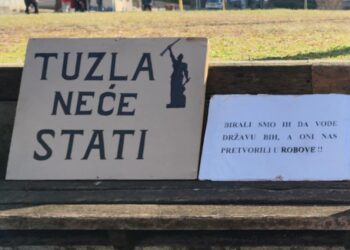 TUZLA
NEĆE
STATI
BIRALI SMO IH DA VODE
DRŽAVU BIH, A ONI NAS
PRETVORILI U ROBOVE !!